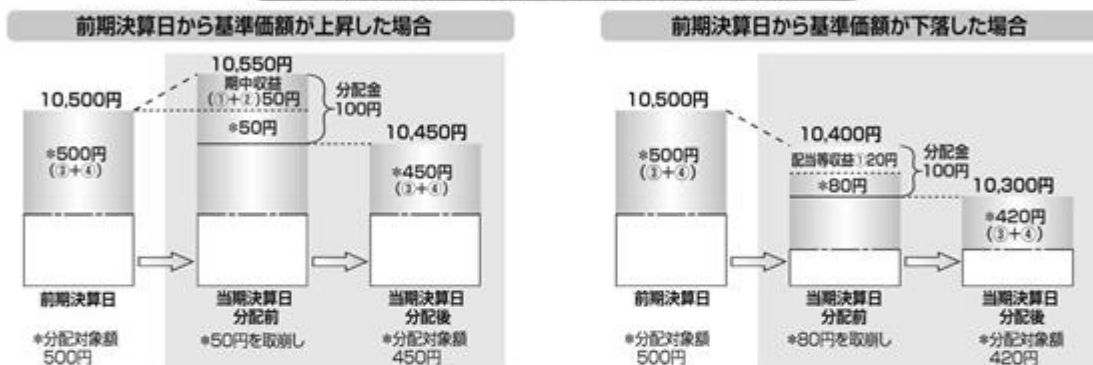 前期決算日から基準価額が上昇した場合
10,500円
*500円
(③+④)
前期決算日
*分配対象額
500円
10,550円
期中収益
(①+②)50円
*50円
分配金
100円
当期決算日
分配前
*50円を取崩し
10,450円
*450円
(③+④)
当期決算日
分配後
*分配対象額
450円
前期決算日から基準価額が下落した場合
10,500円
*500円
(③+④)
前期決算日
*分配対象額
500円
10,400円
配当等収益①20円
*80円
分配金
100円
当期決算日
分配前
*80円を取崩し
10,300円
*420円
(③+④)
当期決算日
分配後
*分配対象額
420円